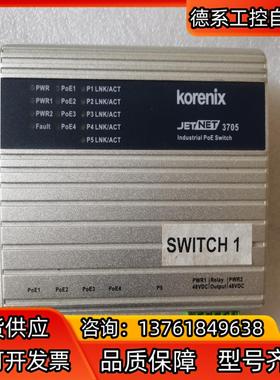 德系工控自
korenix
PWR PoE1 P1 LNK/ACT
PWR1 PoE2 P2 LNK/ACT
PWR2 PoE3 P3 LNK/ACT
Fault PoE4 P4 LNK/ACT
P5 LNK/ACT
JETNET 3705
Industrial PoE Switch
SWITCH 1
PoE1 PoE2 PoE3 PoE4 P5
PWR1 Relay PWR2
48VDC Output 48VDC
货供应 咨询:13761849638
可开发票 品质保障 型号齐